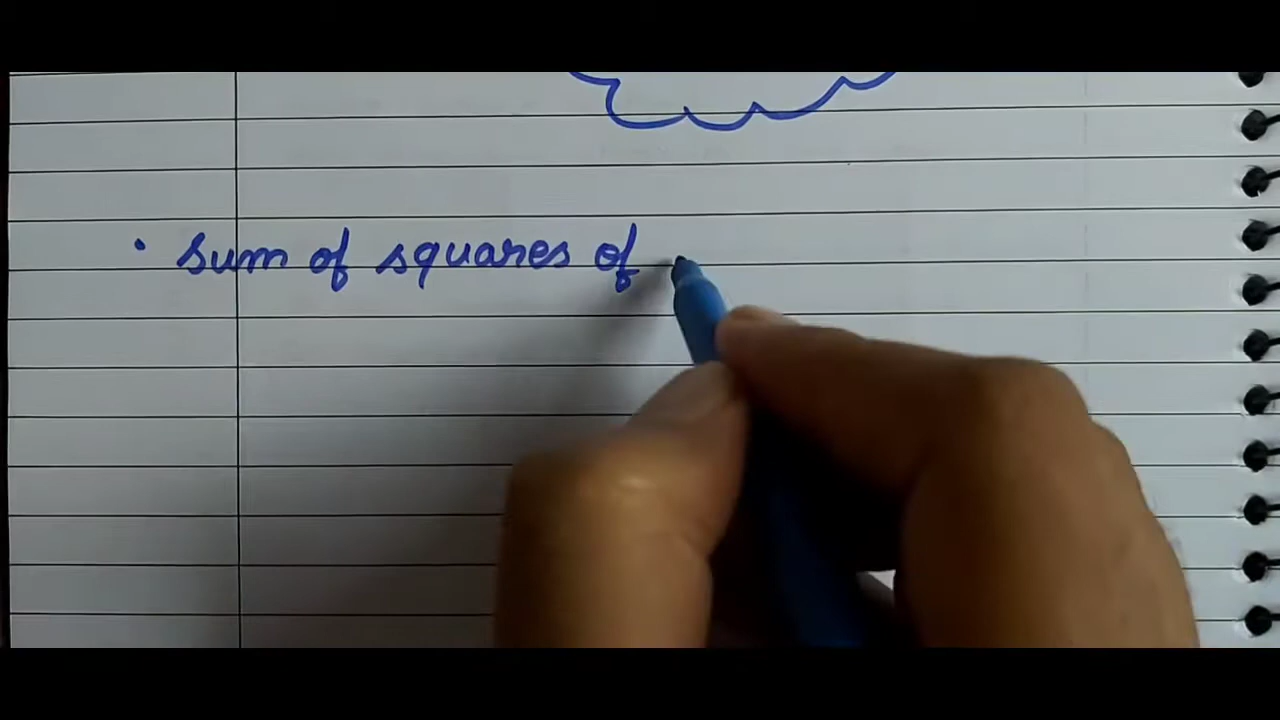 • sum of squares of